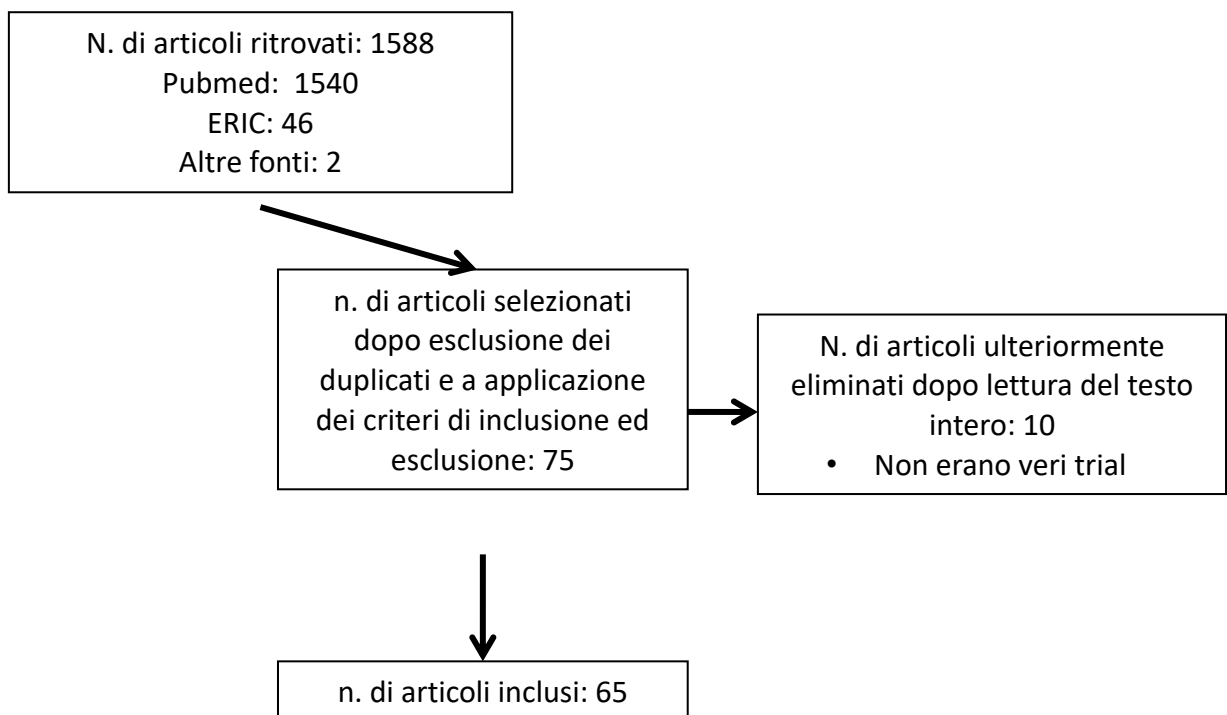 N. di articoli ritrovati: 1588
Pubmed:  1540
ERIC: 46
Altre fonti: 2
n. di articoli selezionati
dopo esclusione dei
duplicati e a applicazione
dei criteri di inclusione ed
esclusione: 75
N. di articoli ulteriormente
eliminati dopo lettura del testo
intero: 10
• Non erano veri trial
n. di articoli inclusi: 65